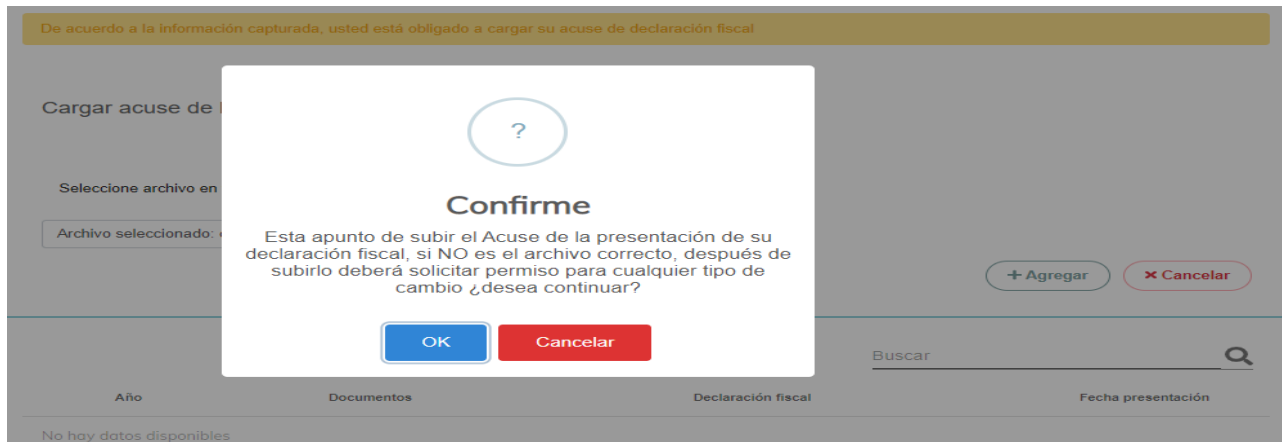 De acuerdo a la información capturada, usted está obligado a cargar su acuse de declaración fiscal
Cargar acuse de
?
Seleccione archivo en
Confirme
Archivo seleccionado:
Esta apunto de subir el Acuse de la presentación de su
declaración fiscal, si NO es el archivo correcto, después de
subirlo deberá solicitar permiso para cualquier tipo de
cambio ¿desea continuar?
+ Agregar
× Cancelar
OK
Cancelar
Buscar
Año Documentos Declaración fiscal Fecha presentación
No hay datos disponibles